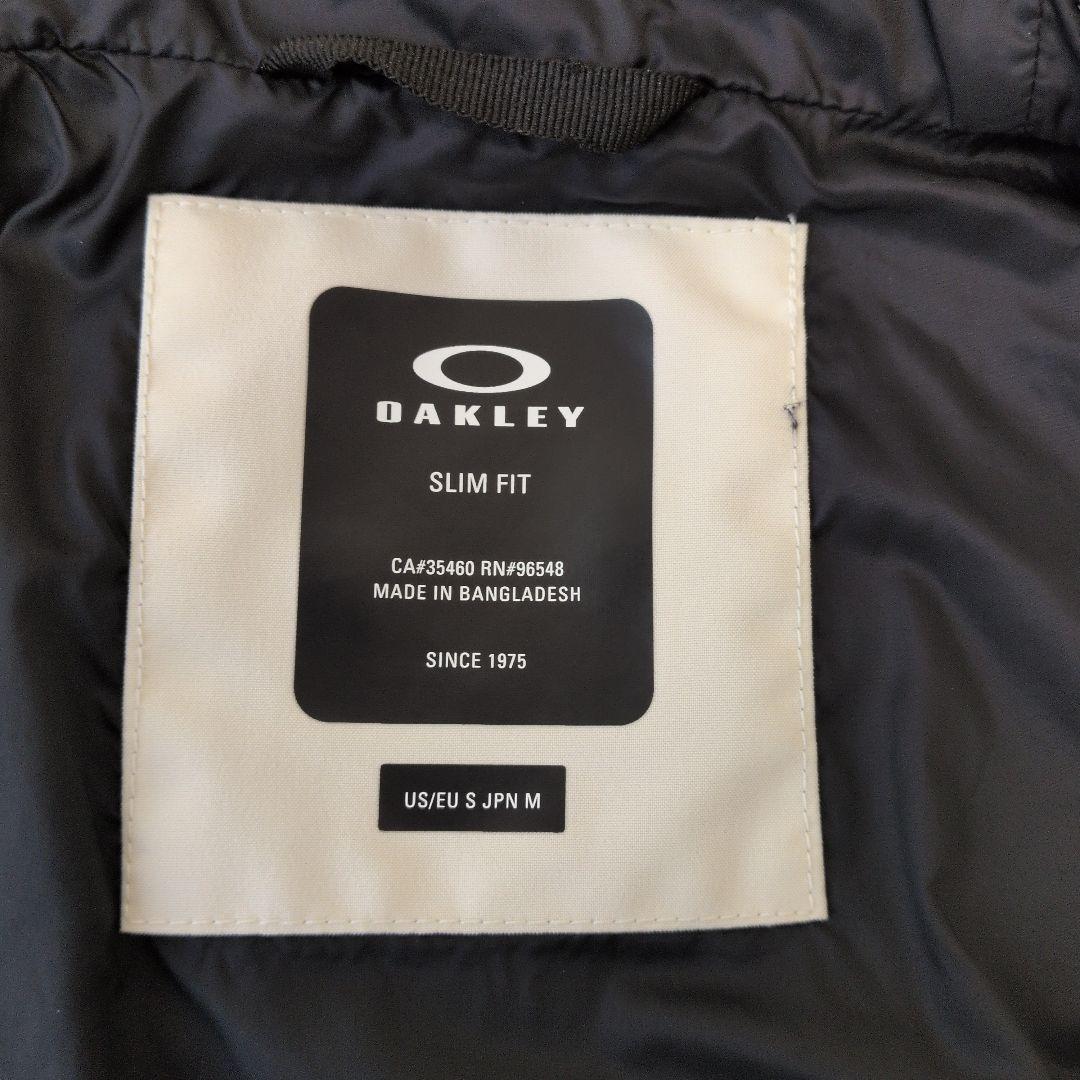 OAKLEY
SLIM FIT
CA#35460 RN#96548
MADE IN BANGLADESH
SINCE 1975
US/EU S JPN M